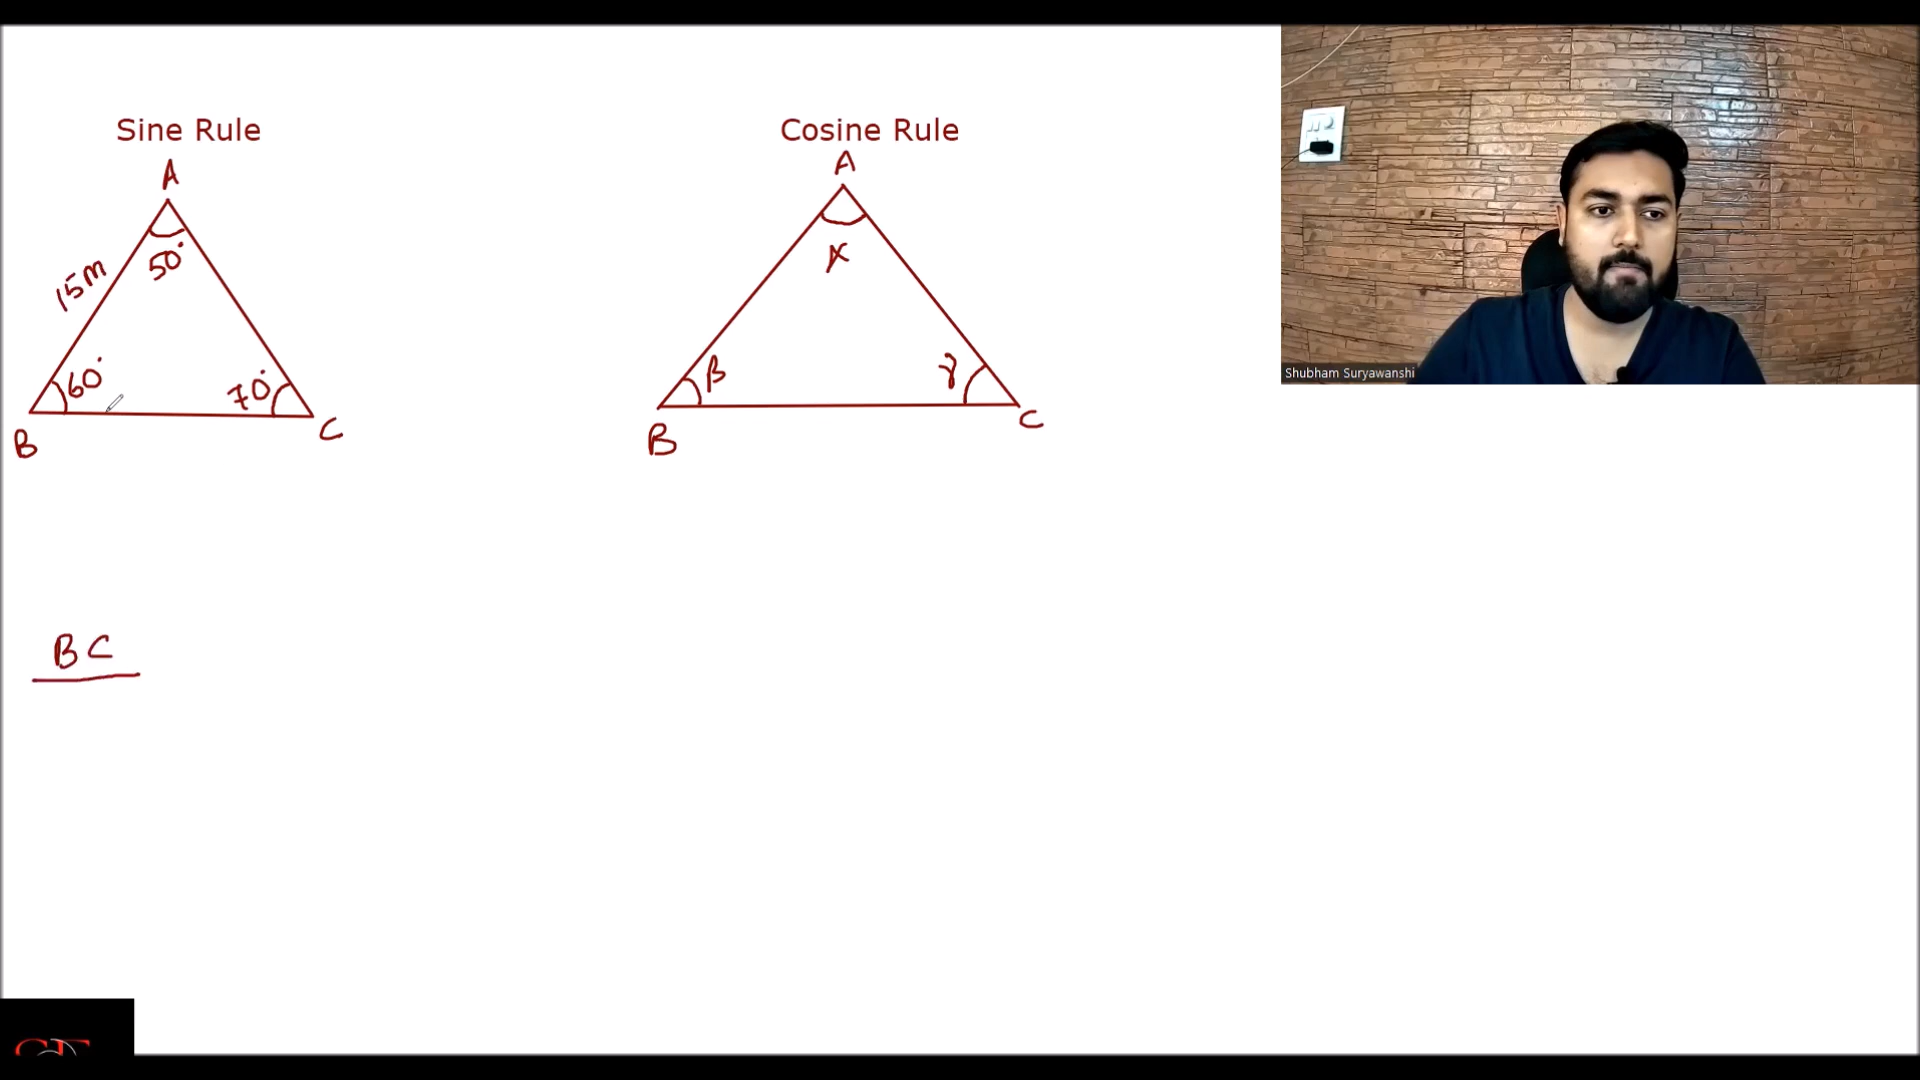 Sine Rule
A
50°
15m
60°
70°
B
C
BC
Cosine Rule
A
β
γ
B
C
Shubham Suryawanshi